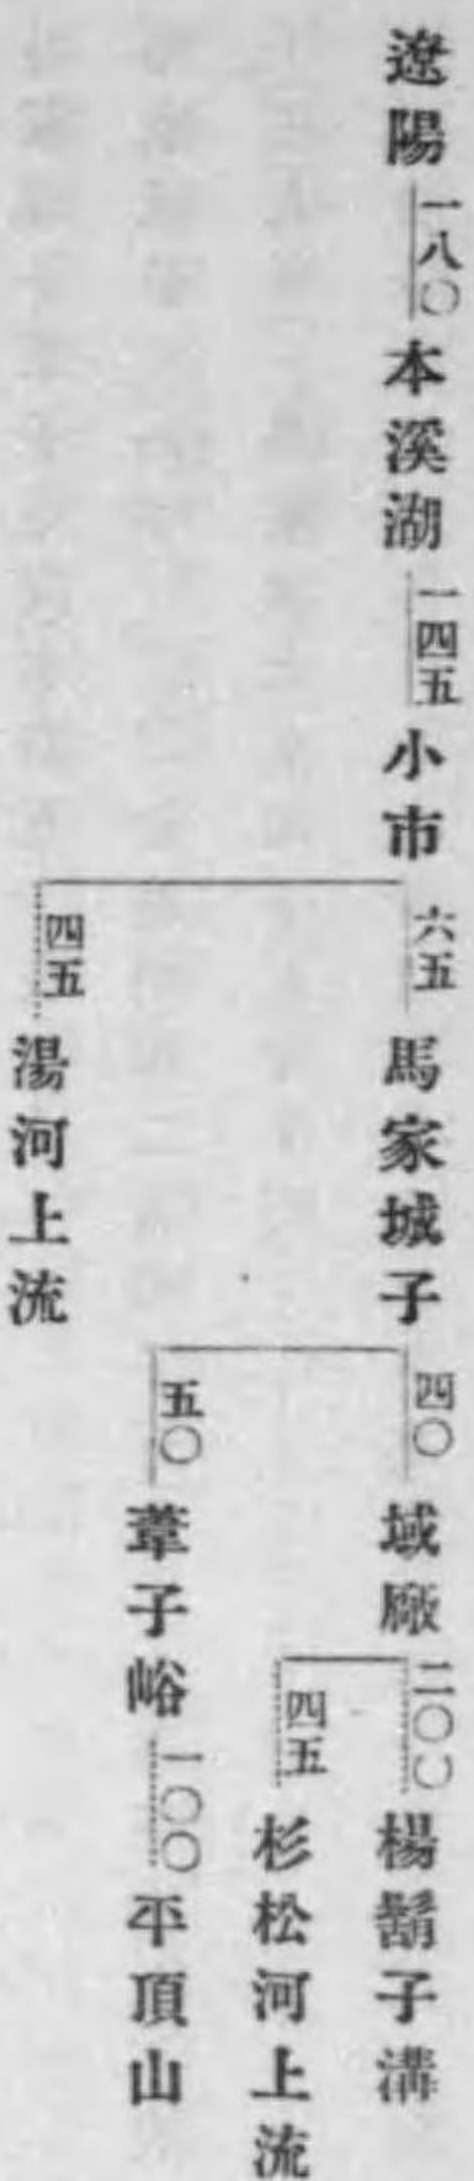 遼陽一八〇本溪湖一四五小市六五馬家城子四〇域廠二〇〇楊鬍子溝
四五杉松河上流
五〇葦子峪一〇〇平頂山
四五湯河上流